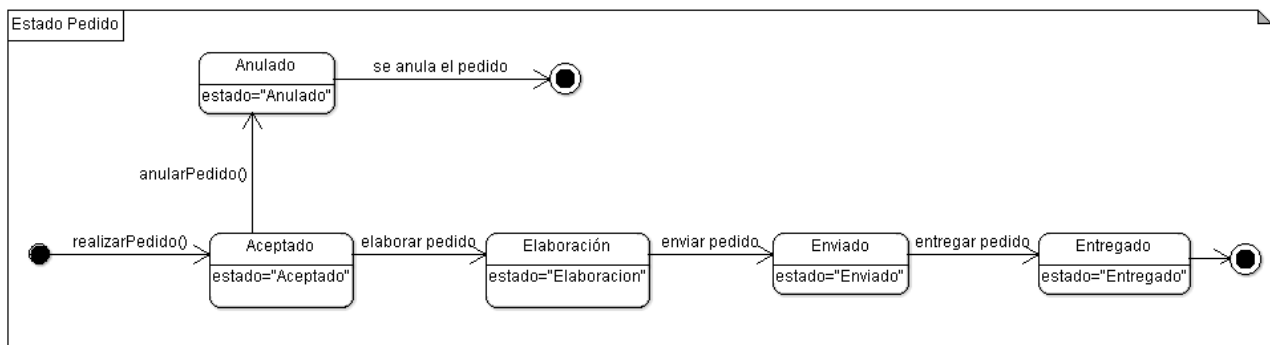 Estado Pedido
Anulado
estado="Anulado"
se anula el pedido
anularPedido()
realizarPedido()
Aceptado
estado="Aceptado"
elaborar pedido
Elaboración
estado="Elaboracion"
enviar pedido
Enviado
estado="Enviado"
entregar pedido
Entregado
estado="Entregado"